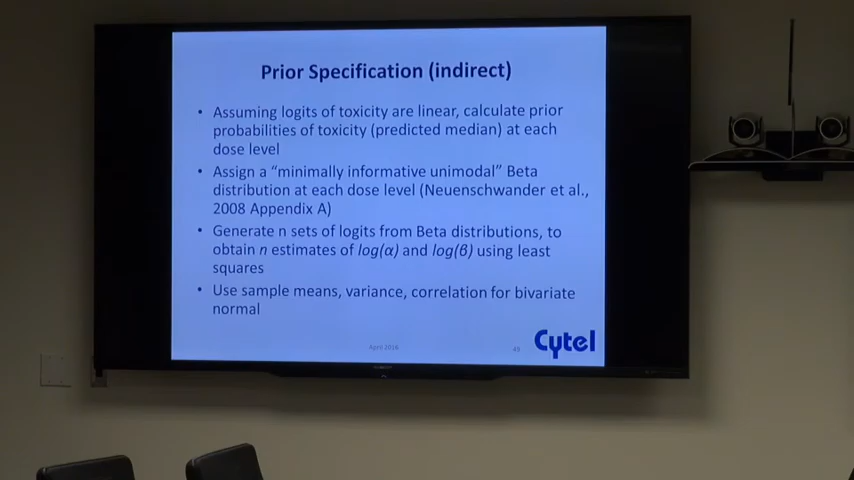 Prior Specification (indirect)
• Assuming logits of toxicity are linear, calculate prior
probabilities of toxicity (predicted median) at each
dose level
• Assign a “minimally informative unimodal” Beta
distribution at each dose level (Neuenschwander et al.,
2008 Appendix A)
• Generate n sets of logits from Beta distributions, to
obtain n estimates of log(α) and log(β) using least
squares
• Use sample means, variance, correlation for bivariate
normal
April 2016
Cytel